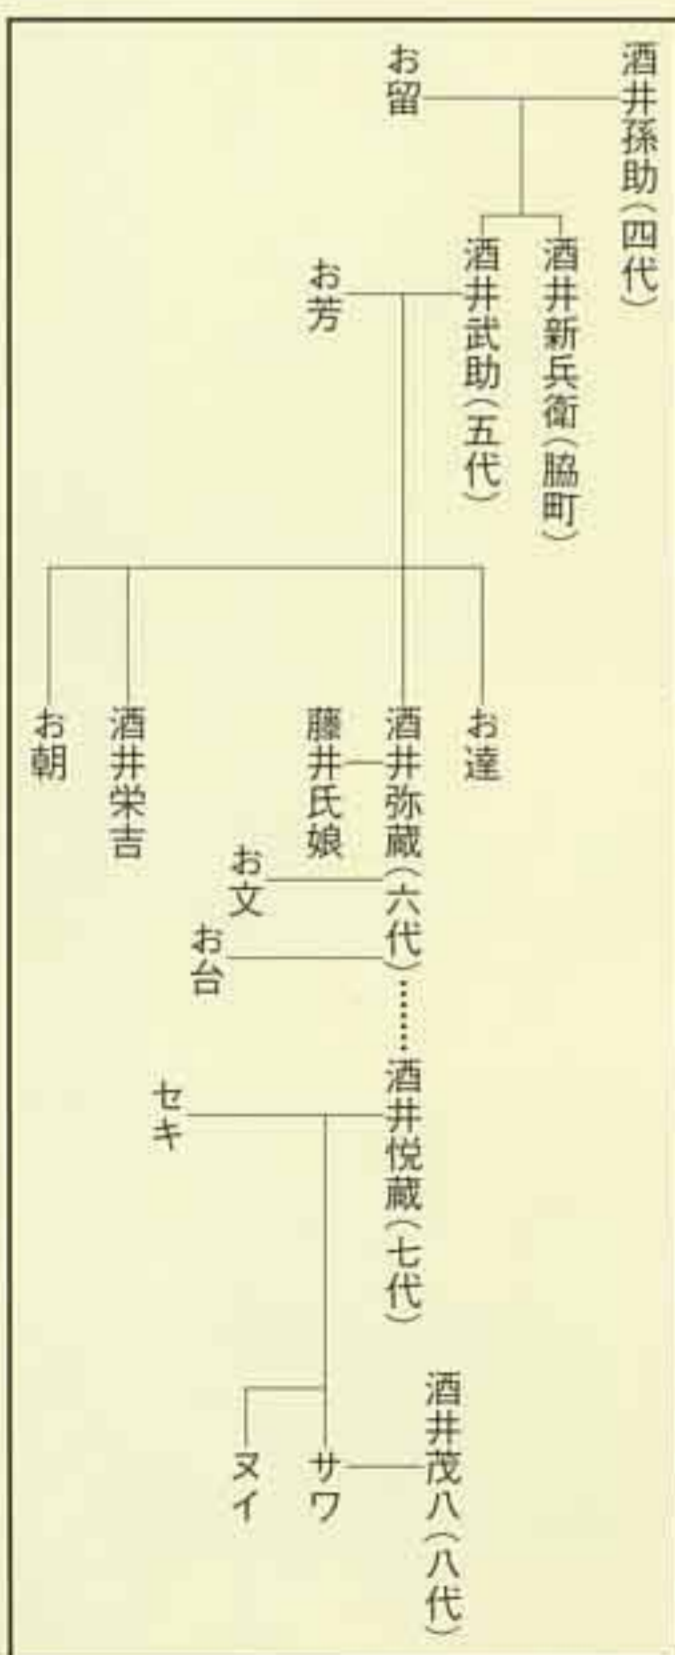 酒井孫助(四代)
お留
酒井新兵衛(脇町)
酒井武助(五代)
お芳
お達
酒井弥蔵(六代)
藤井氏娘
お文
お台
酒井栄吉
お朝
酒井悦蔵(七代)
セキ
酒井茂八(八代)
サワ
ヌイ